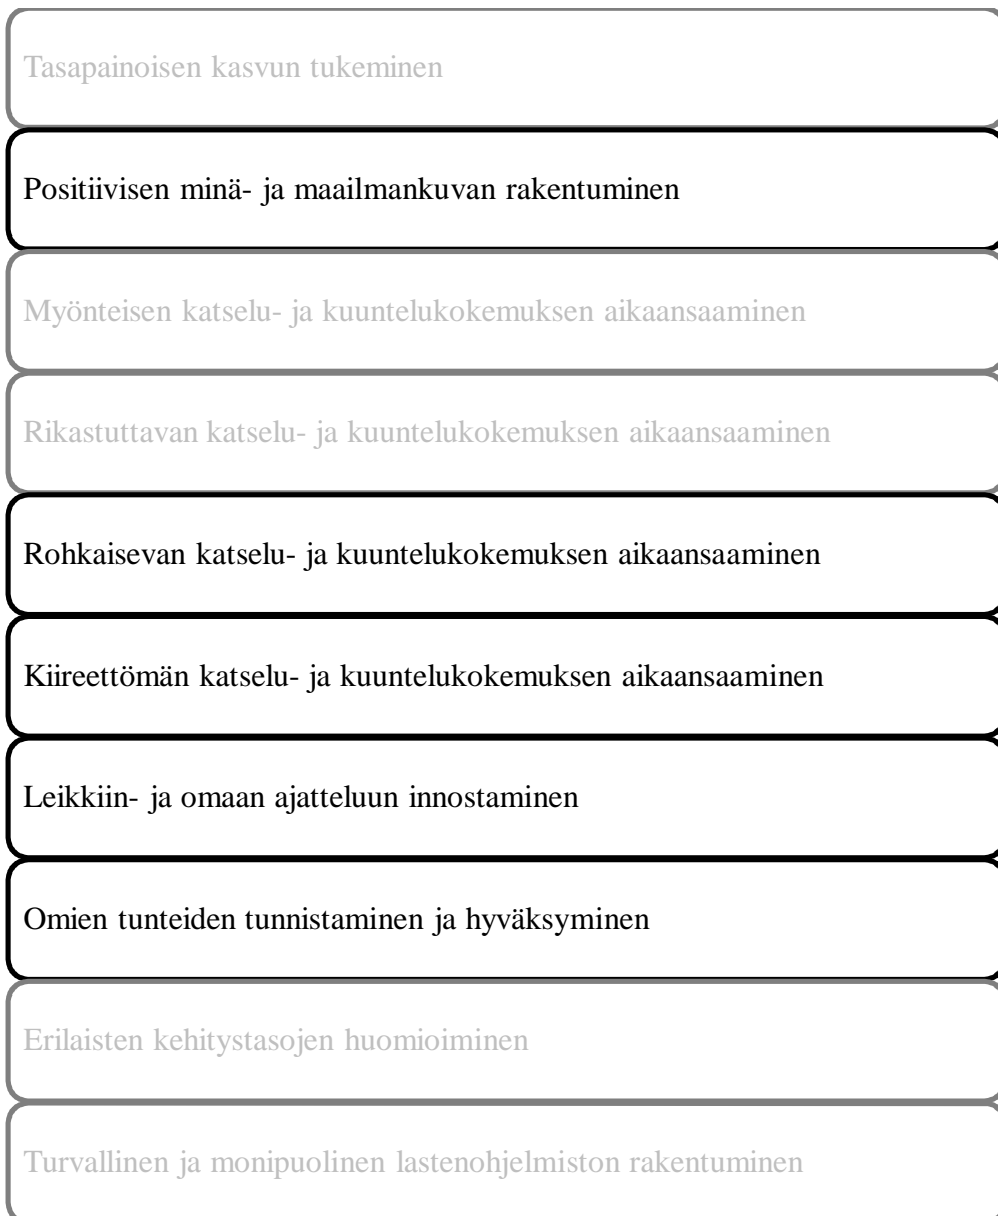 Tasapainoisen kasvun tukeminen
Positiivisen minä- ja maailmankuvan rakentuminen
Myönteisen katselu- ja kuuntelukokemuksen aikaansaaminen
Rikastuttavan katselu- ja kuuntelukokemuksen aikaansaaminen
Rohkaisevan katselu- ja kuuntelukokemuksen aikaansaaminen
Kiireettömän katselu- ja kuuntelukokemuksen aikaansaaminen
Leikkiin- ja omaan ajatteluun innostaminen
Omien tunteiden tunnistaminen ja hyväksyminen
Erilaisten kehitystasojen huomioiminen
Turvallinen ja monipuolinen lastenohjelmiston rakentuminen